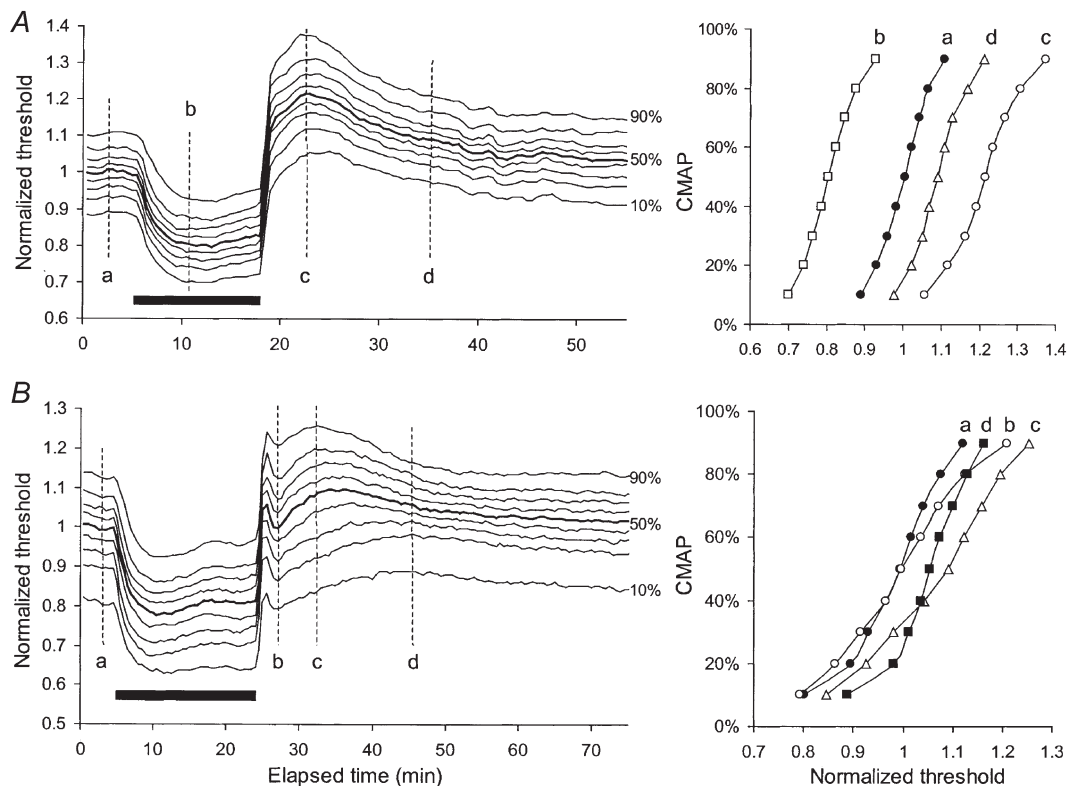 A
Normalized threshold
1.4
1.3
1.2
1.1
1
0.9
0.8
0.7
0.6
a
b
c
d
90%
50%
10%
0 10 20 30 40 50
CMAP
100%
80%
60%
40%
20%
0%
b a d c
0.6 0.7 0.8 0.9 1 1.1 1.2 1.3 1.4
B
Normalized threshold
1.3
1.2
1.1
1
0.9
0.8
0.7
0.6
0.5
a
b
c
d
90%
50%
10%
0 10 20 30 40 50 60 70
Elapsed time (min)
CMAP
100%
80%
60%
40%
20%
0%
a d b c
0.7 0.8 0.9 1 1.1 1.2 1.3
Normalized threshold